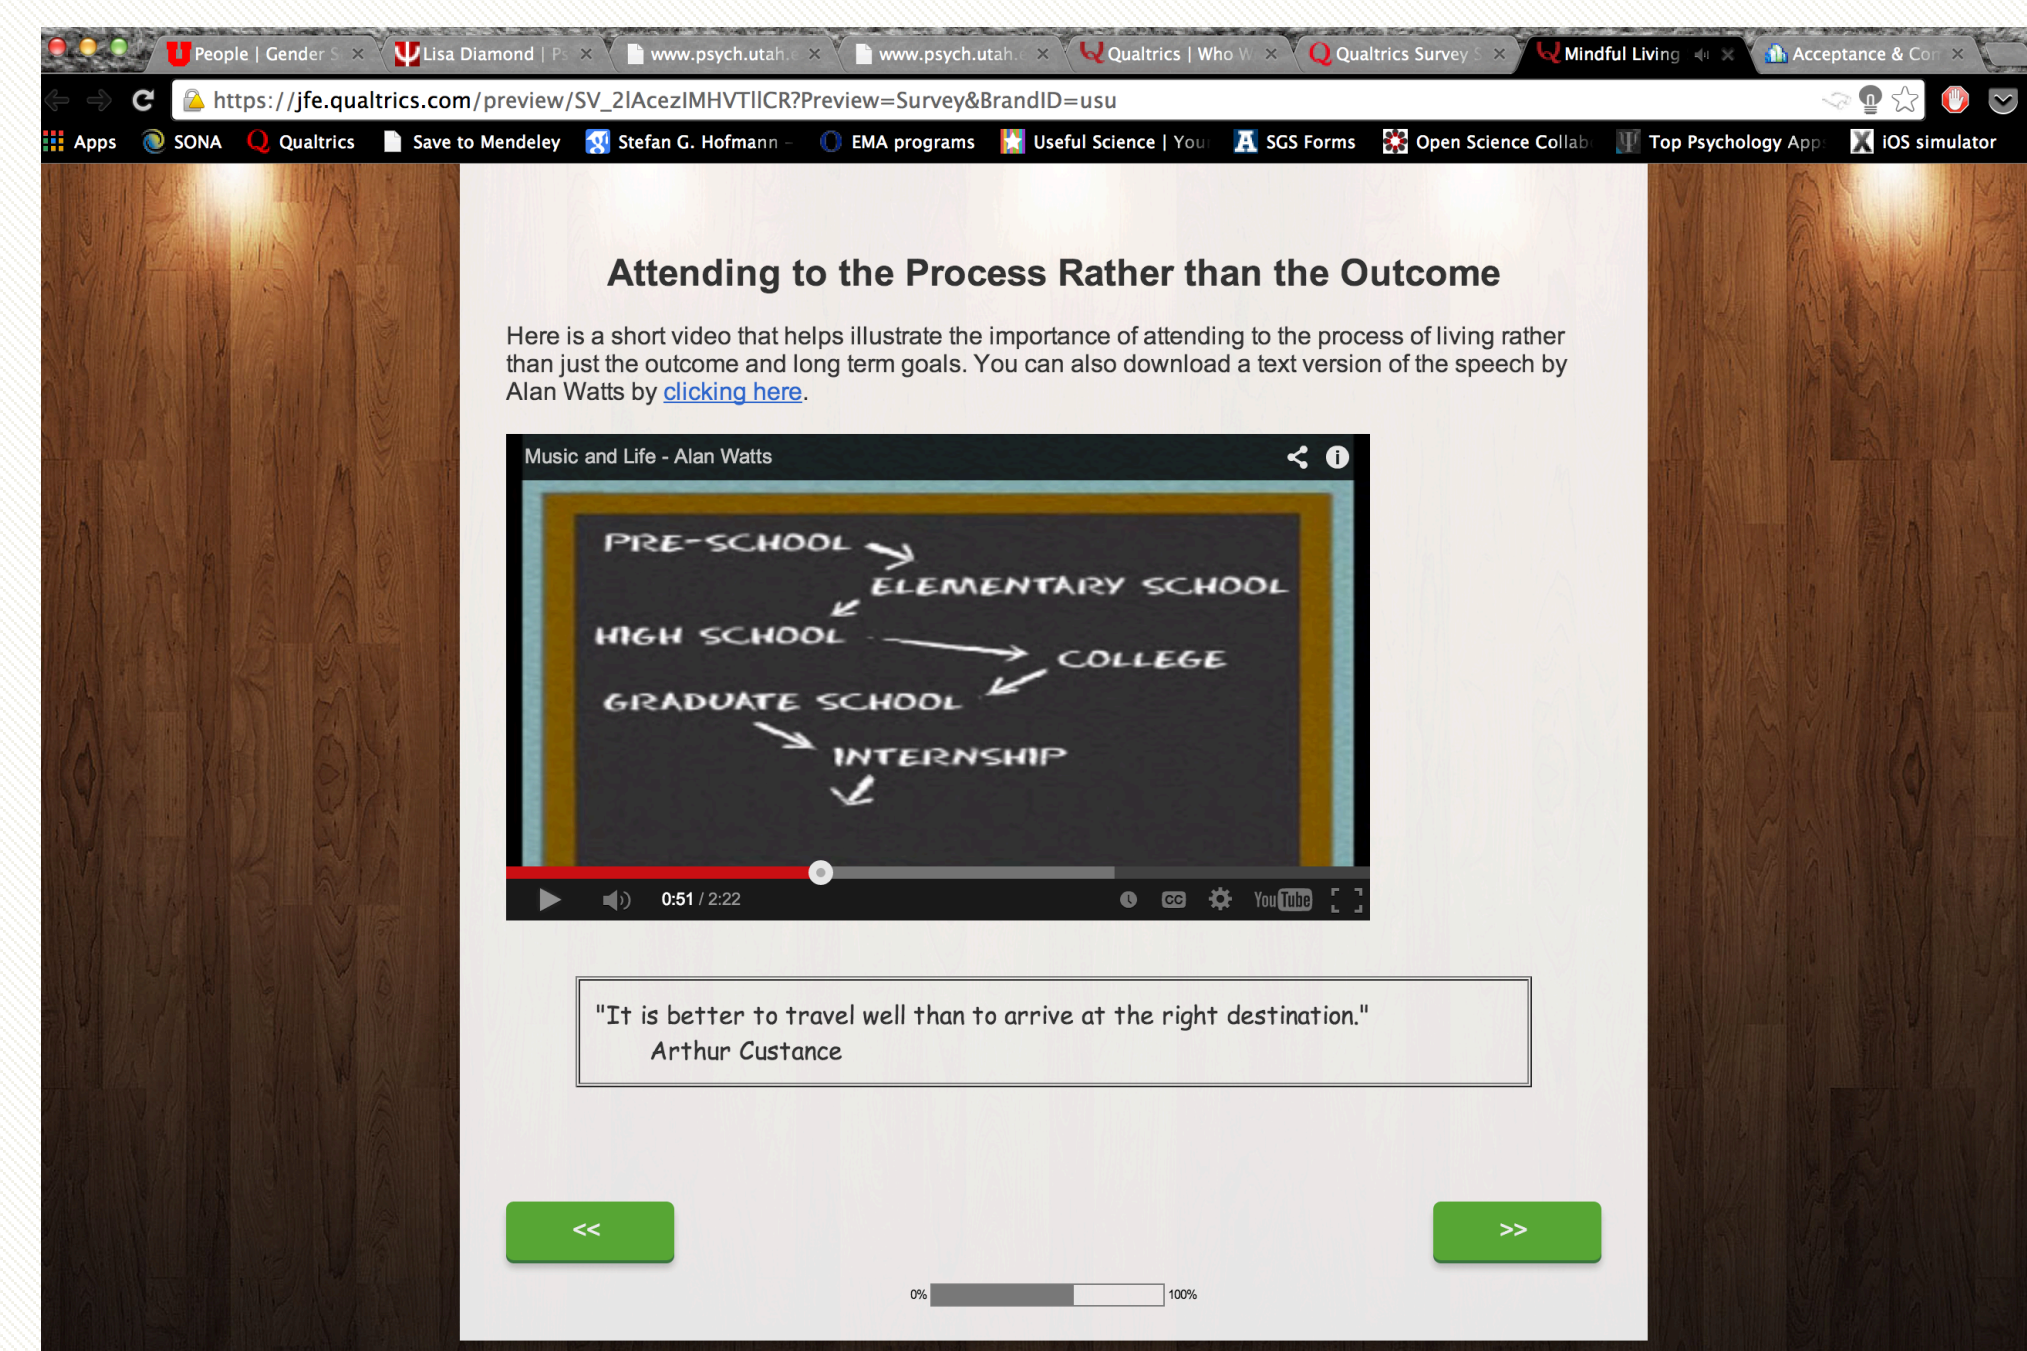 People | Gender S
Lisa Diamond | Ps
www.psych.utah.e
www.psych.utah.e
Qualtrics | Who W
Qualtrics Survey S
Mindful Living
Acceptance & Com
https://jfe.qualtrics.com/preview/SV_2lAcezIMHVTllCR?Preview=Survey&BrandID=usu
Apps
SONA
Qualtrics
Save to Mendeley
Stefan G. Hofmann -
EMA programs
Useful Science | Your
SGS Forms
Open Science Collab
Top Psychology Apps
iOS simulator
Attending to the Process Rather than the Outcome
Here is a short video that helps illustrate the importance of attending to the process of living rather
than just the outcome and long term goals. You can also download a text version of the speech by
Alan Watts by clicking here.
Music and Life - Alan Watts
PRE-SCHOOL
ELEMENTARY SCHOOL
HIGH SCHOOL
COLLEGE
GRADUATE SCHOOL
INTERNSHIP
0:51 / 2:22
CC
YouTube
"It is better to travel well than to arrive at the right destination."
Arthur Custance
<<
>>
0%
100%